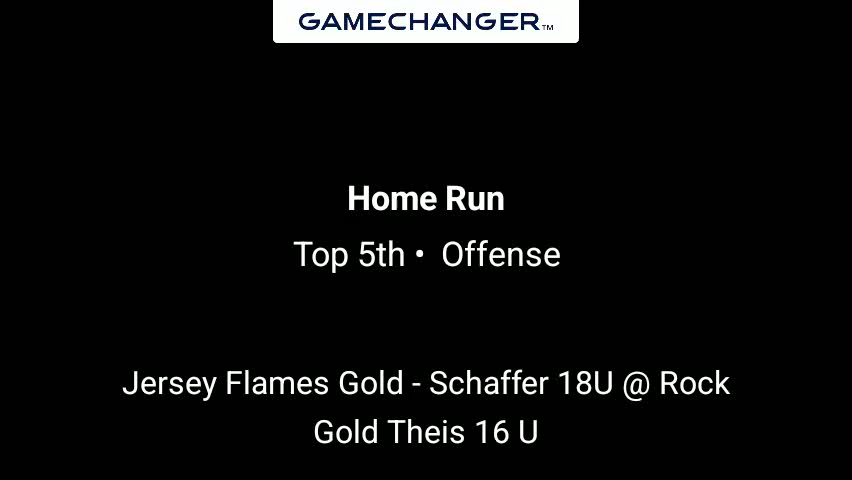 GAMECHANGER™
Home Run
Top 5th • Offense
Jersey Flames Gold - Schaffer 18U @ Rock
Gold Theis 16 U